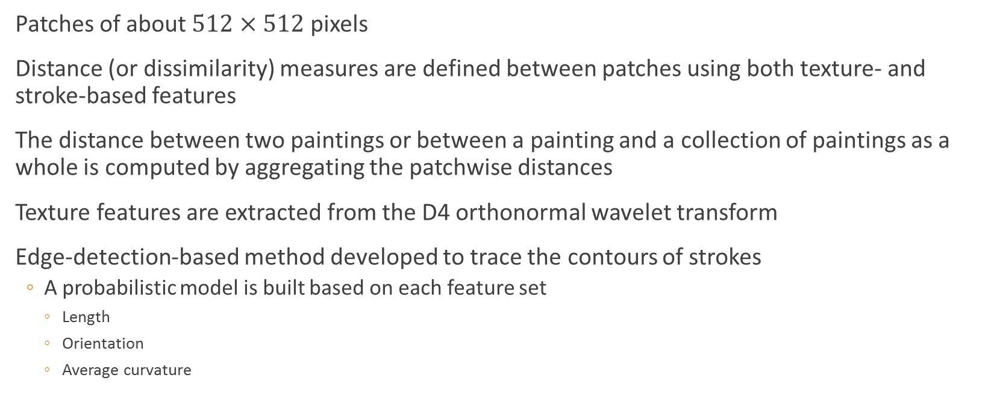 Patches of about 512 × 512 pixels
Distance (or dissimilarity) measures are defined between patches using both texture- and
stroke-based features
The distance between two paintings or between a painting and a collection of paintings as a
whole is computed by aggregating the patchwise distances
Texture features are extracted from the D4 orthonormal wavelet transform
Edge-detection-based method developed to trace the contours of strokes
◦ A probabilistic model is built based on each feature set
◦ Length
◦ Orientation
◦ Average curvature